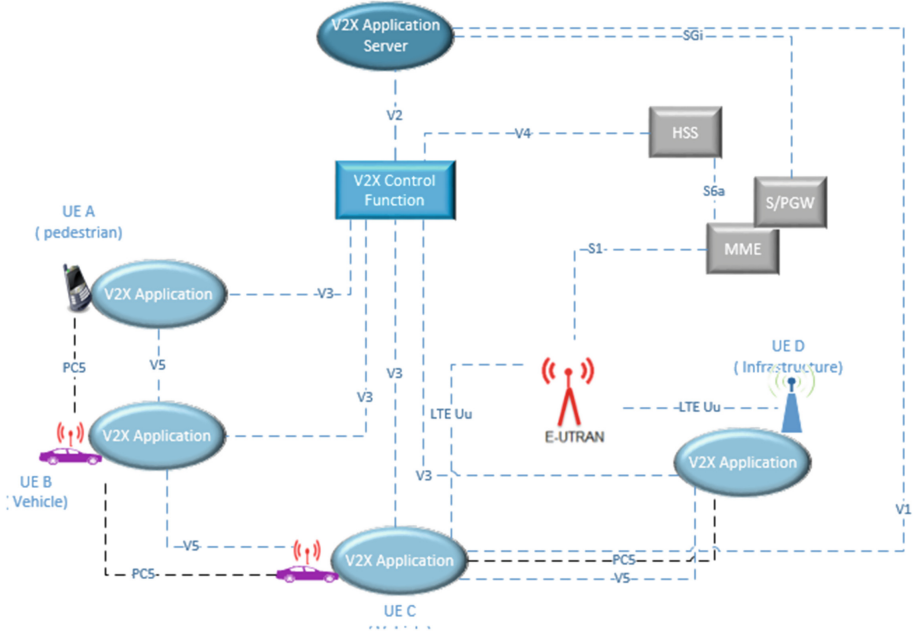 V2X Application
Server
SGi
V2
V4
HSS
V2X Control
Function
S6a
S/PGW
UE A
( pedestrian)
S1
MME
V2X Application
V3
PC5
V5
V3
V3
UE D
( Infrastructure)
LTE Uu
LTE Uu
E-UTRAN
V2X Application
V2X Application
V3
UE B
( Vehicle)
V1
V5
PC5
V2X Application
PC5
V5
UE C